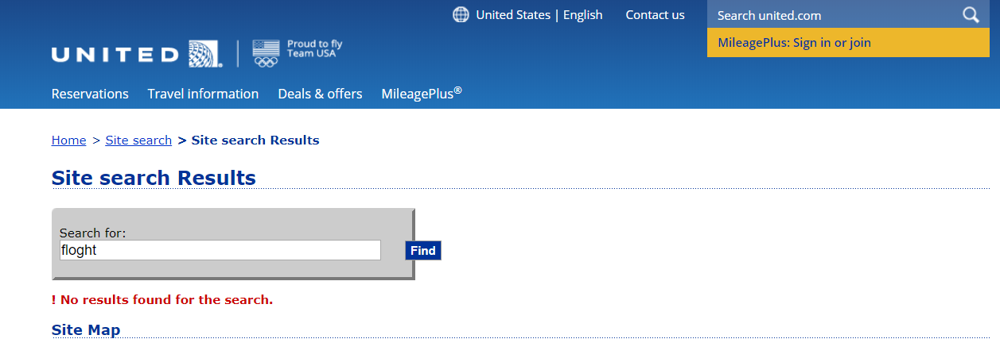 United States | English
Contact us
Search united.com
MileagePlus: Sign in or join
UNITED
Proud to fly
Team USA
Reservations
Travel information
Deals & offers
MileagePlus®
Home > Site search > Site search Results
Site search Results
Search for:
floght
Find
! No results found for the search.
Site Map